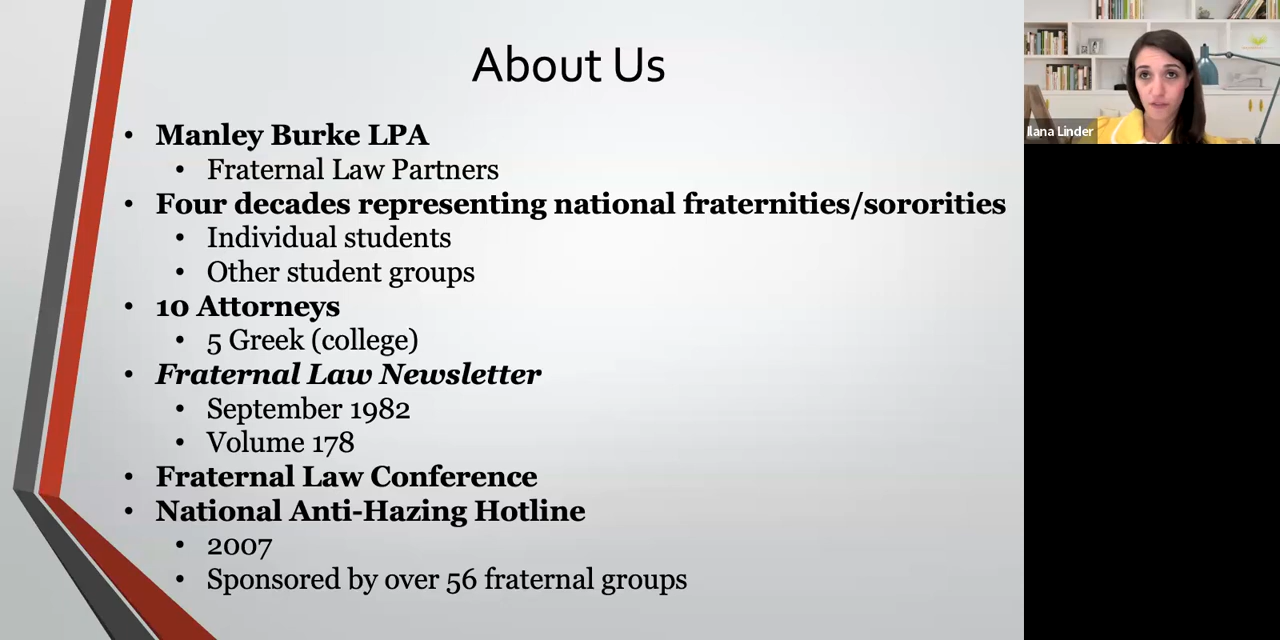 About Us
• Manley Burke LPA
• Fraternal Law Partners
• Four decades representing national fraternities/sororities
• Individual students
• Other student groups
• 10 Attorneys
• 5 Greek (college)
• Fraternal Law Newsletter
• September 1982
• Volume 178
• Fraternal Law Conference
• National Anti-Hazing Hotline
• 2007
• Sponsored by over 56 fraternal groups
Ilana Linder